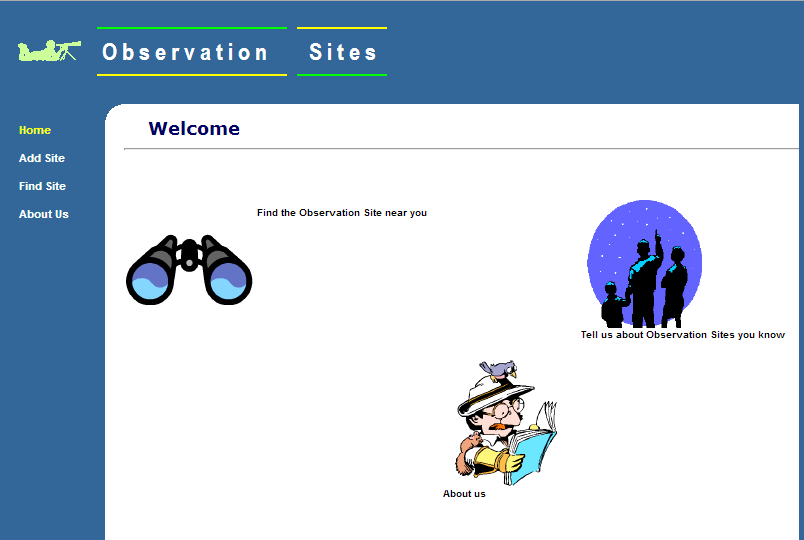 Observation Sites
Welcome
Home
Add Site
Find Site
About Us
Find the Observation Site near you
Tell us about Observation Sites you know
About us